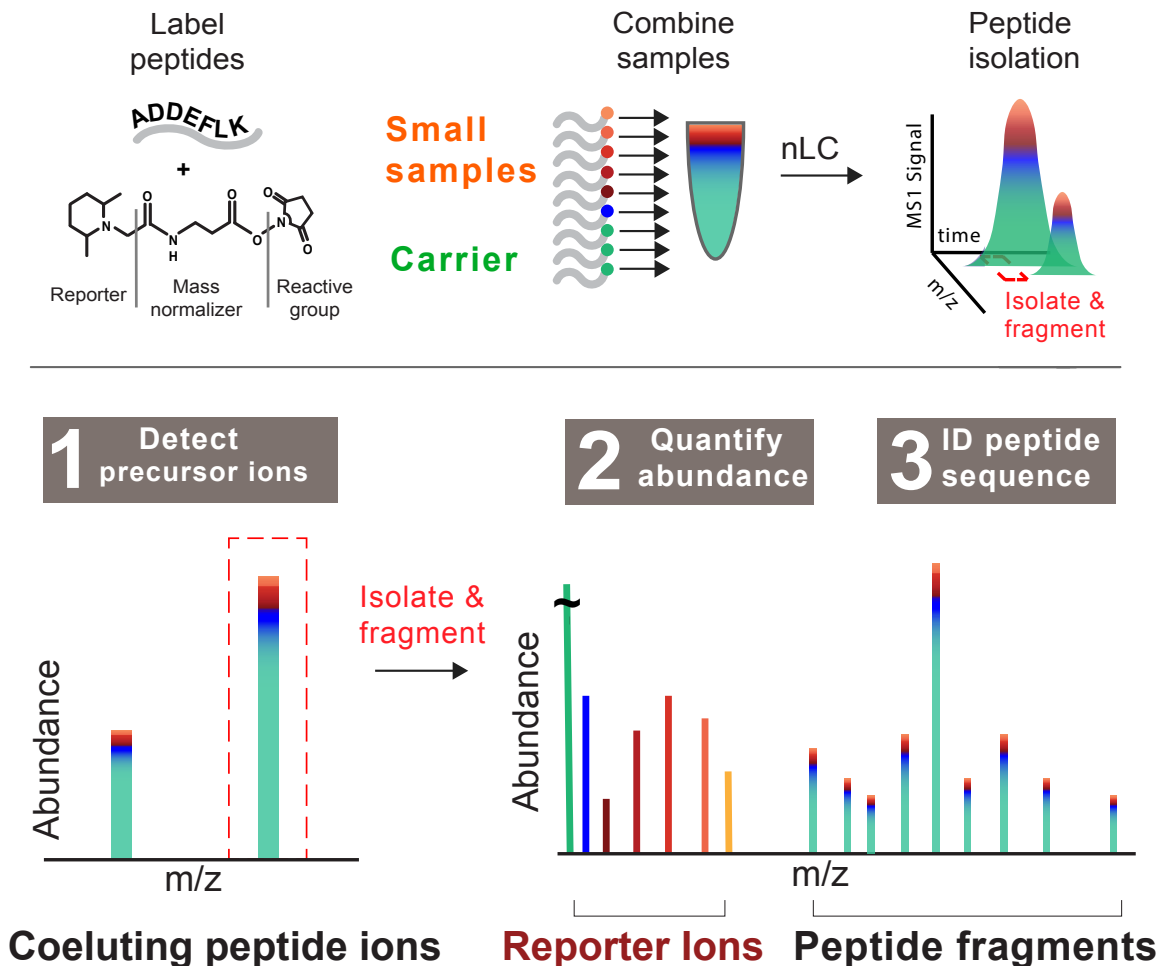 Label
peptides
Combine
samples
Peptide
isolation
ADDEFLK
+
N
O
N
H
O
O
N
O
O
Reporter
Mass
normalizer
Reactive
group
Small
samples
Carrier
nLC
MS1 Signal
time
m/z
Isolate &
fragment
1 Detect
precursor ions
2 Quantify
abundance
3 ID peptide
sequence
Abundance
m/z
Isolate &
fragment
~
Abundance
m/z
Coeluting peptide ions
Reporter Ions
Peptide fragments